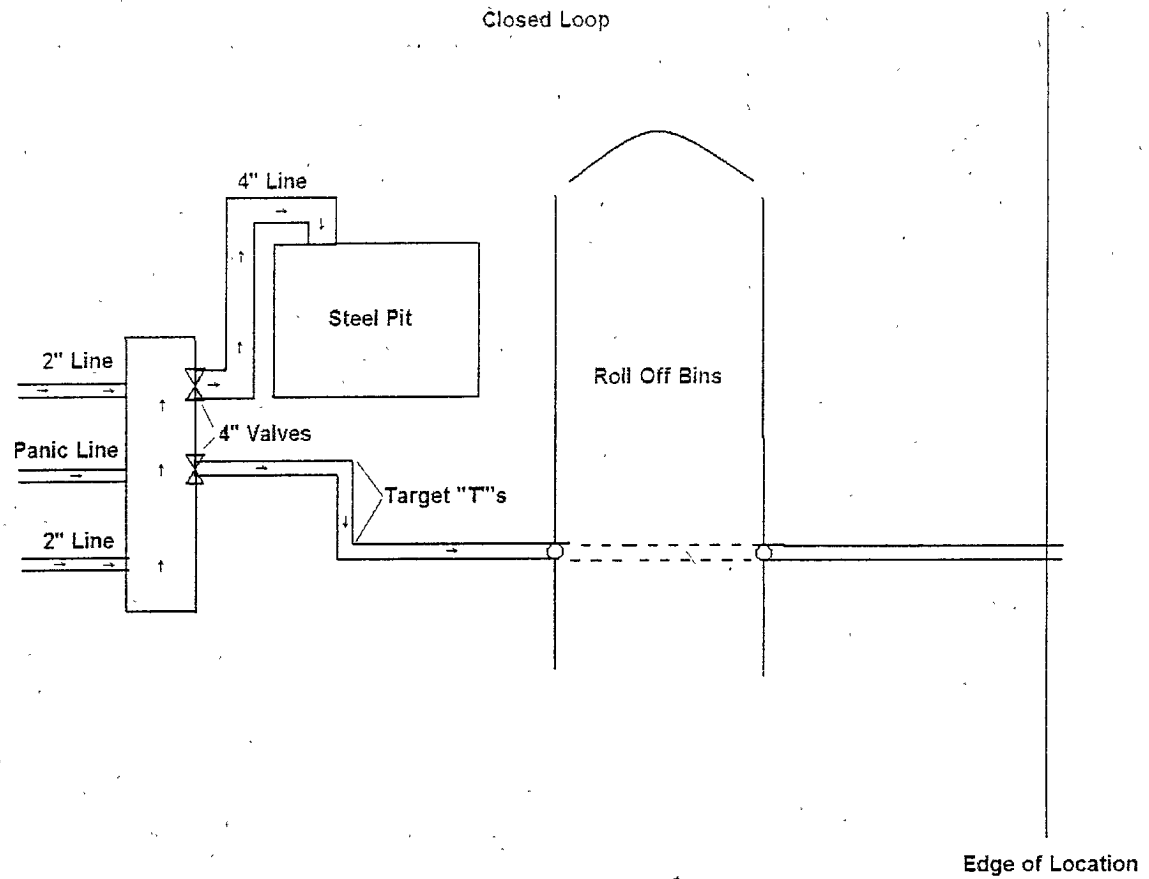 Closed Loop
4" Line
Steel Pit
2" Line
Roll Off Bins
4" Valves
Panic Line
Target "T"s
2" Line
Edge of Location